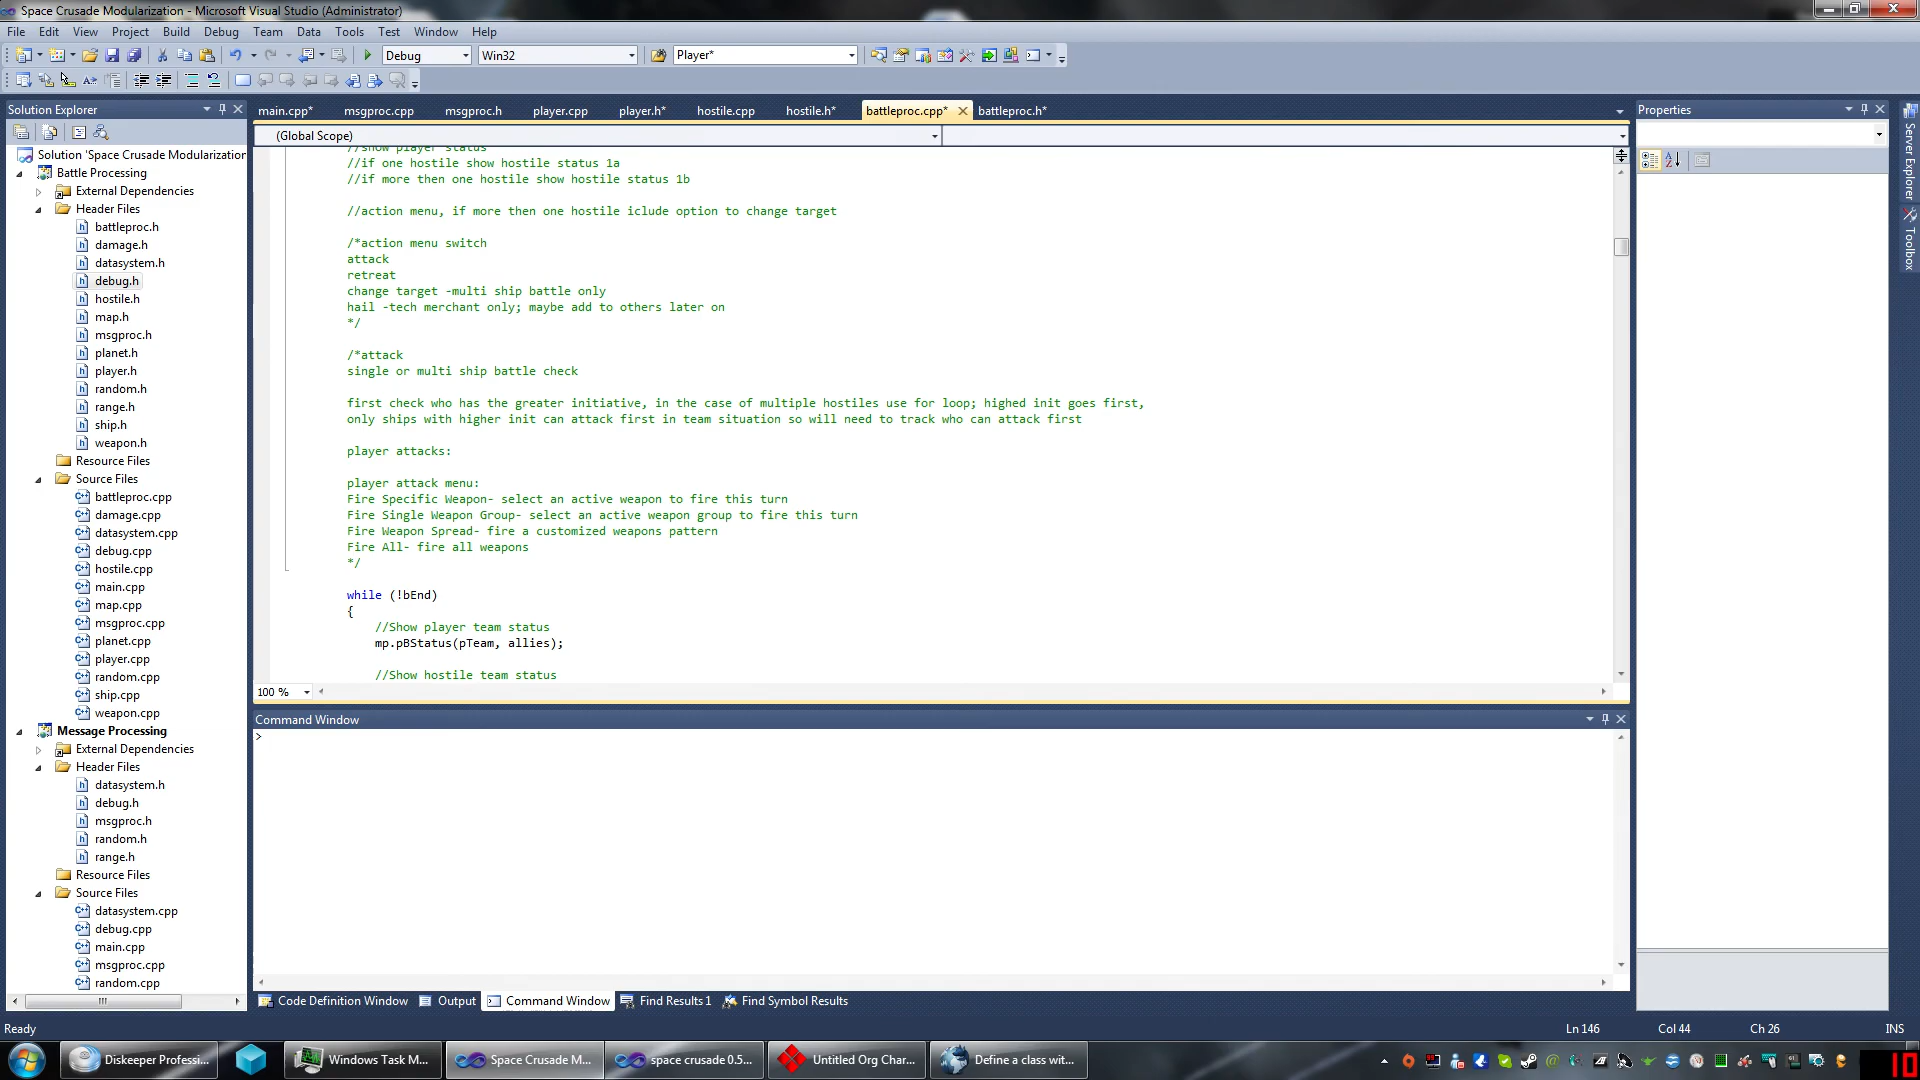 Space Crusade Modularization - Microsoft Visual Studio (Administrator)
File Edit View Project Build Debug Team Data Tools Test Window Help
Debug Win32 Player*
Solution Explorer
main.cpp* msgproc.cpp msgproc.h player.cpp player.h* hostile.cpp hostile.h* battleproc.cpp* battleproc.h*
Properties
(Global Scope)
Solution 'Space Crusade Modularization
Battle Processing
External Dependencies
Header Files
battleproc.h
damage.h
datasystem.h
debug.h
hostile.h
map.h
msgproc.h
planet.h
player.h
random.h
range.h
ship.h
weapon.h
Resource Files
Source Files
battleproc.cpp
damage.cpp
datasystem.cpp
debug.cpp
hostile.cpp
main.cpp
map.cpp
msgproc.cpp
planet.cpp
player.cpp
random.cpp
ship.cpp
weapon.cpp
Message Processing
External Dependencies
Header Files
datasystem.h
debug.h
msgproc.h
random.h
range.h
Resource Files
Source Files
datasystem.cpp
debug.cpp
main.cpp
msgproc.cpp
random.cpp
//show player status
//if one hostile show hostile status 1a
//if more then one hostile show hostile status 1b
//action menu, if more then one hostile iclude option to change target
/*action menu switch
attack
retreat
change target -multi ship battle only
hail -tech merchant only; maybe add to others later on
*/
/*attack
single or multi ship battle check
first check who has the greater initiative, in the case of multiple hostiles use for loop; highed init goes first,
only ships with higher init can attack first in team situation so will need to track who can attack first
player attacks:
player attack menu:
Fire Specific Weapon- select an active weapon to fire this turn
Fire Single Weapon Group- select an active weapon group to fire this turn
Fire Weapon Spread- fire a customized weapons pattern
Fire All- fire all weapons
*/
while (!bEnd)
{
//Show player team status
mp.pBStatus(pTeam, allies);
//Show hostile team status
100 %
Command Window
>
Code Definition Window Output Command Window Find Results 1 Find Symbol Results
Server Explorer
Toolbox
Ready Ln 146 Col 44 Ch 26 INS
Diskeeper Professi... Windows Task M... Space Crusade M... space crusade 0.5... Untitled Org Char... Define a class wit...
10